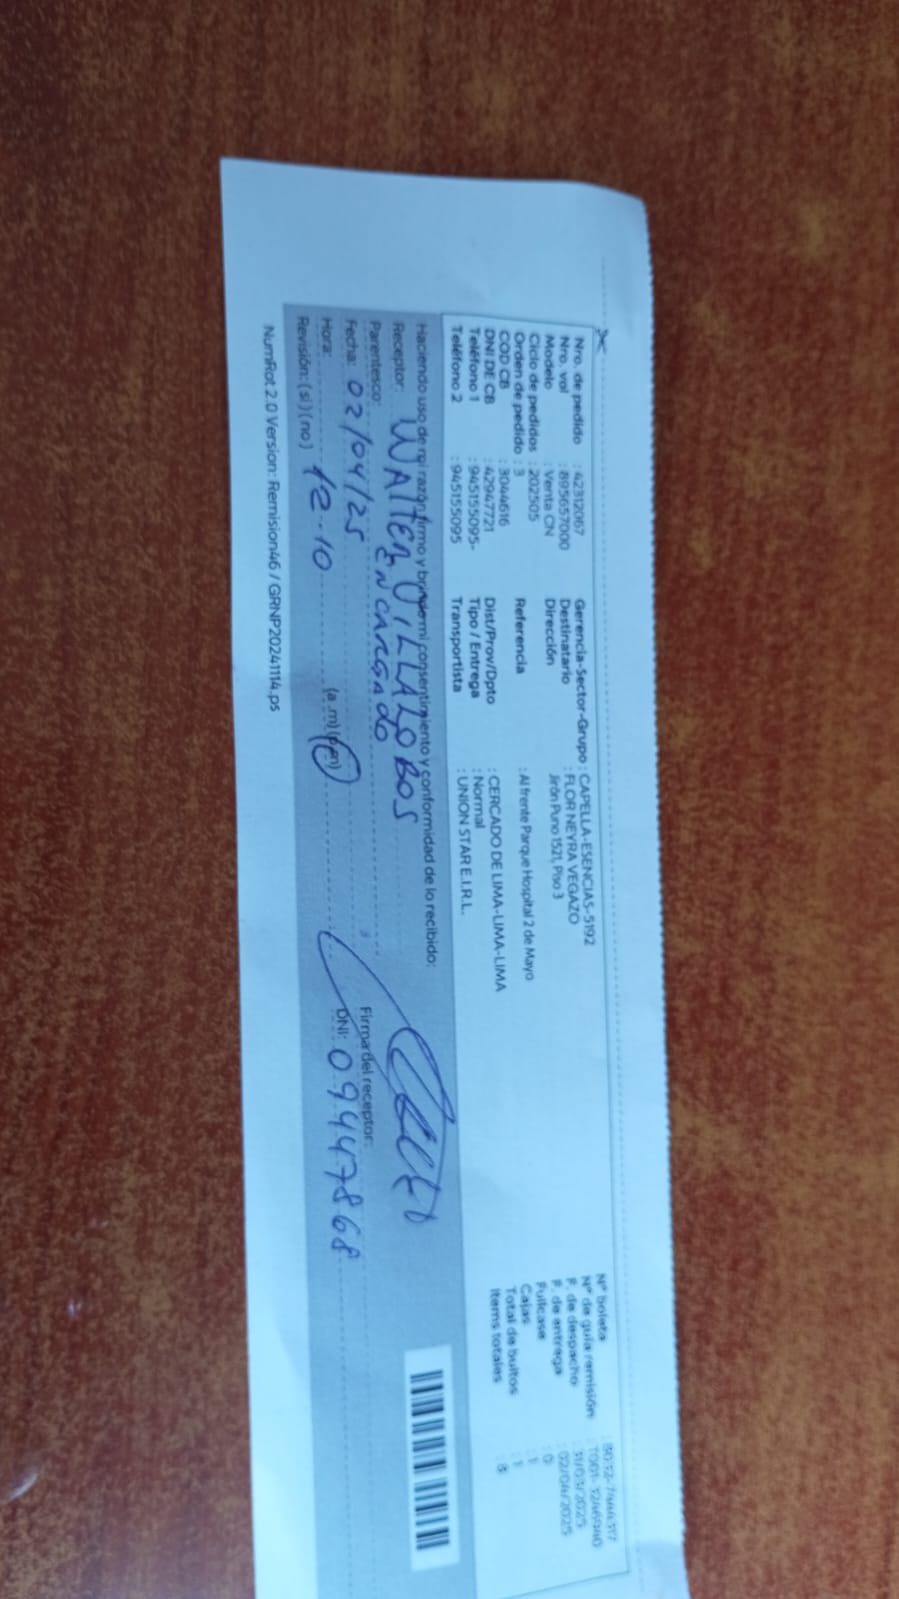 Nro. de pedido : 42312067
Nro. vol : 895657000
Modelo : Venta CN
Ciclo de pedidos : 202505
Orden de pedido : 3
COD CB : 3044616
DNI DE CB : 42947721
Teléfono 1 : 945155095-
Teléfono 2 : 945155095
Gerencia-Sector-Grupo : CAPELLA-ESENCIAS-5192
Destinatario : FLOR NEYRA VEGAZO
Dirección Jirón Puno 1521, Piso 3
Referencia : Al frente Parque Hospital 2 de Mayo
Dist/Prov/Dpto : CERCADO DE LIMA-LIMA-LIMA
Tipo / Entrega : Normal
Transportista : UNION STAR E.I.R.L.
N° boleta
N° de guía remisión
F. de despacho : 31/03/2025
F. de entrega : 02/04/2025
Fullcase : 0
Cajas : 1
Total de bultos : 1
Items totales
Haciendo uso de mi razón firmo y brindo mi consentimiento y conformidad de lo recibido:
Receptor: WALTER VILLALOBOS
Parentesco: ENCARGADO
Fecha: 02/04/25
Firma del receptor:
Hora: 12-10 (a.m)(p.m) DNI: 09447868
Revisión: (si)(no)
NumRot 2.0 Version: Remision46 / GRNP20241114.ps